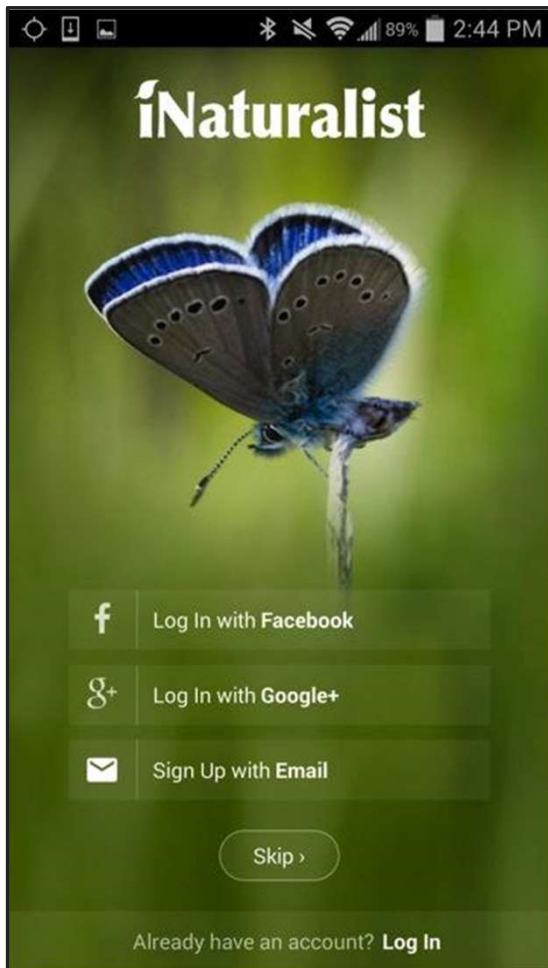 89% 2:44 PM
iNaturalist
f Log In with Facebook
g+ Log In with Google+
Sign Up with Email
Skip ›
Already have an account? Log In